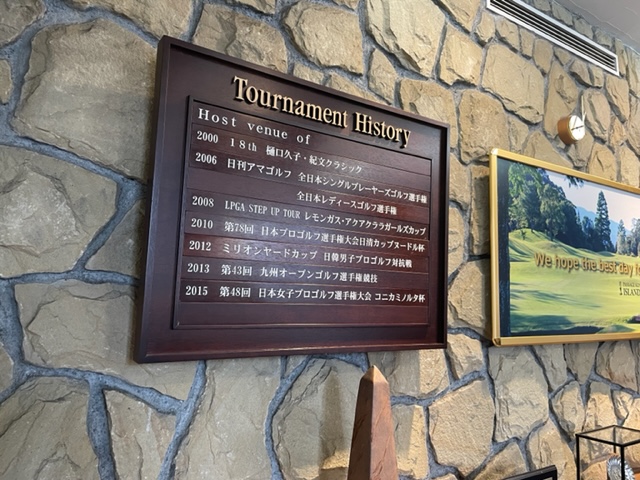 Tournament History
Host venue of
2000 18th 樋口久子・紀文クラシック
2006 日刊アマゴルフ 全日本シングルプレーヤーズゴルフ選手権
全日本レディースゴルフ選手権
2008 LPGA STEP UP TOUR レモンガス・アクアクララガールズカップ
2010 第78回 日本プロゴルフ選手権大会日清カップヌードル杯
2012 ミリオンヤードカップ 日韓男子プロゴルフ対抗戦
2013 第43回 九州オープンゴルフ選手権競技
2015 第48回 日本女子プロゴルフ選手権大会 コニカミノルタ杯
We hope the best day
ISLAND